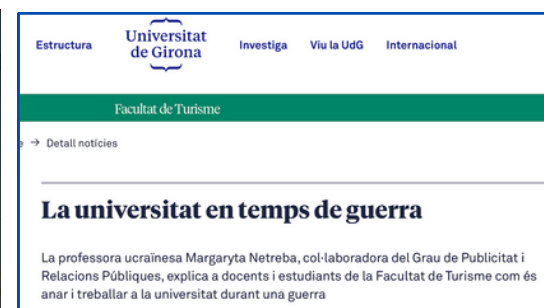 Estructura
Universitat
de Girona
Investiga
Viu la UdG
Internacional
Facultat de Turisme
→ Detall notícies
La universitat en temps de guerra
La professora ucraïnesa Margaryta Netreba, col·laboradora del Grau de Publicitat i
Relacions Públiques, explica a docents i estudiants de la Facultat de Turisme com és
anar i treballar a la universitat durant una guerra